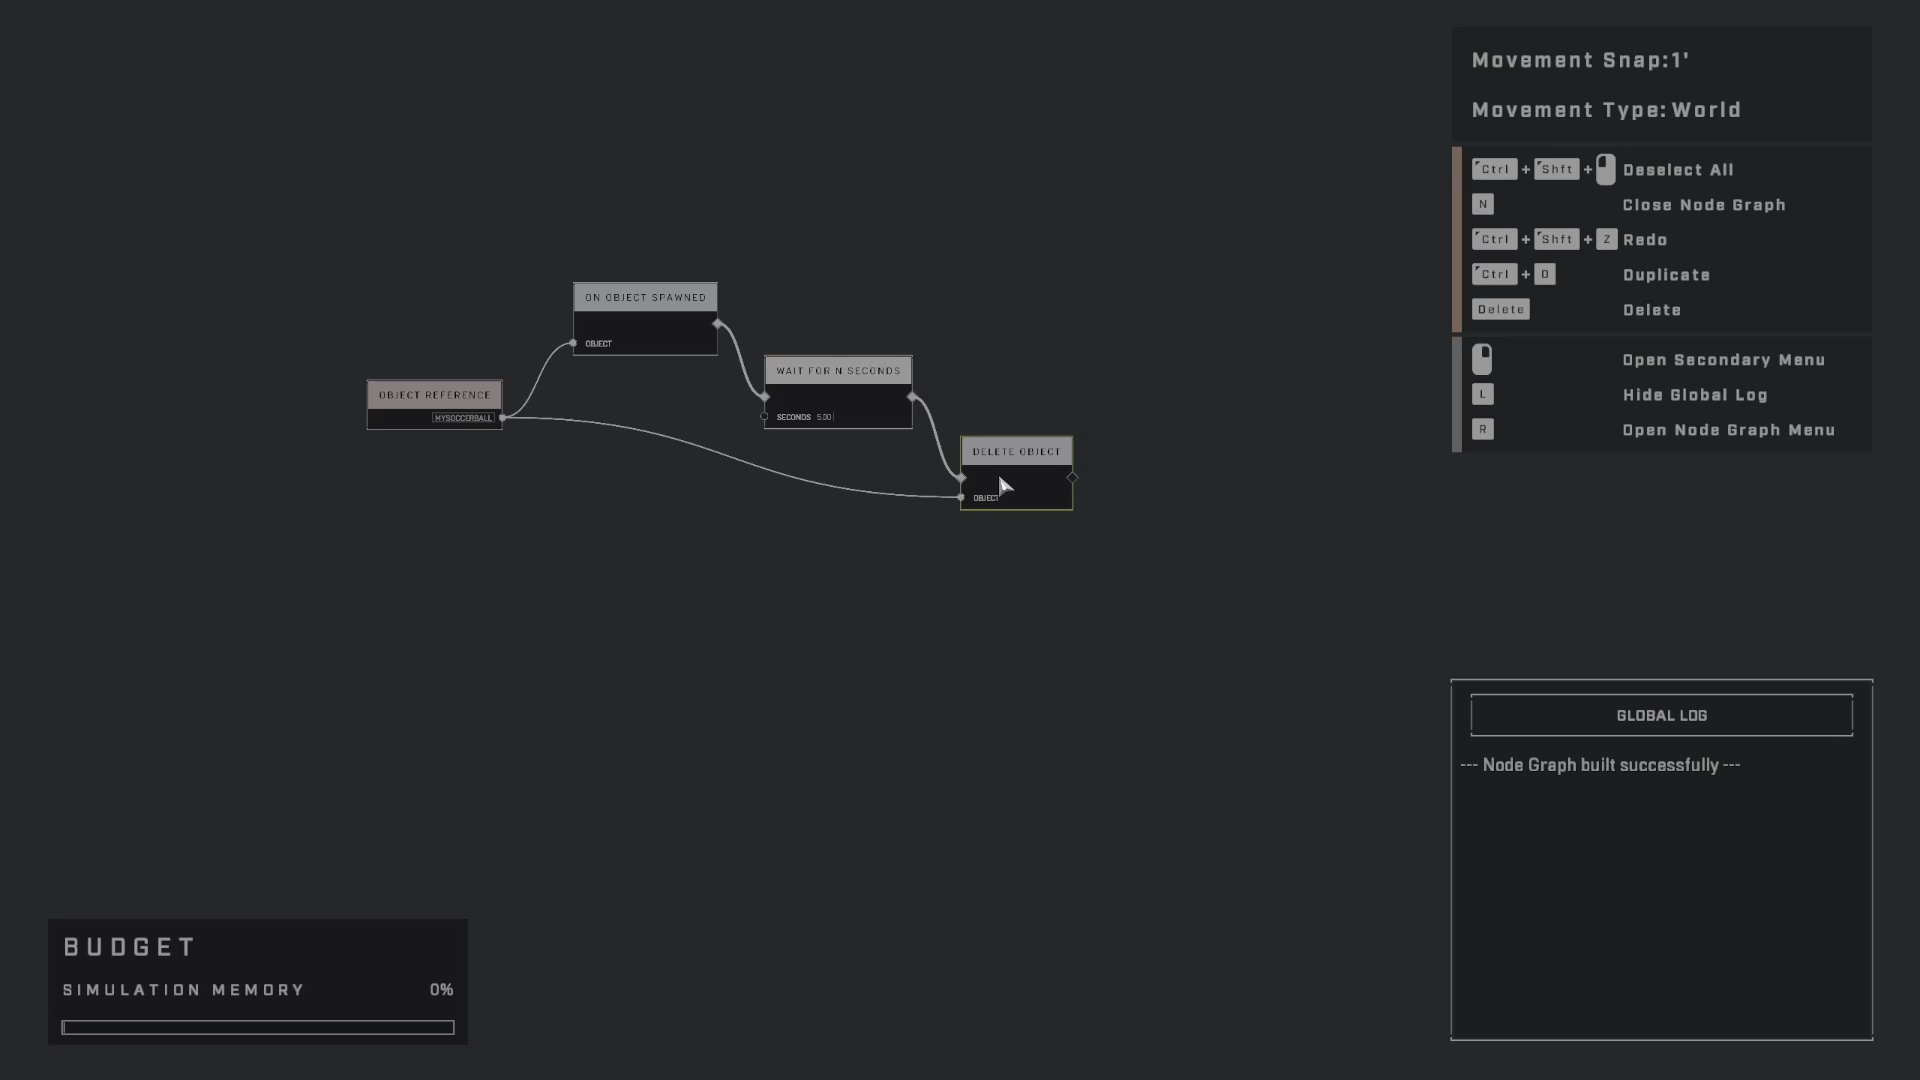 Movement Snap:1'
Movement Type: World
Ctrl + Shft + Deselect All
N Close Node Graph
Ctrl + Shft + Z Redo
Ctrl + D Duplicate
Delete Delete
Open Secondary Menu
L Hide Global Log
R Open Node Graph Menu
ON OBJECT SPAWNED
OBJECT
WAIT FOR N SECONDS
SECONDS 5.00
OBJECT REFERENCE
MYSOCCERBALL
DELETE OBJECT
OBJECT
GLOBAL LOG
--- Node Graph built successfully ---
BUDGET
SIMULATION MEMORY 0%